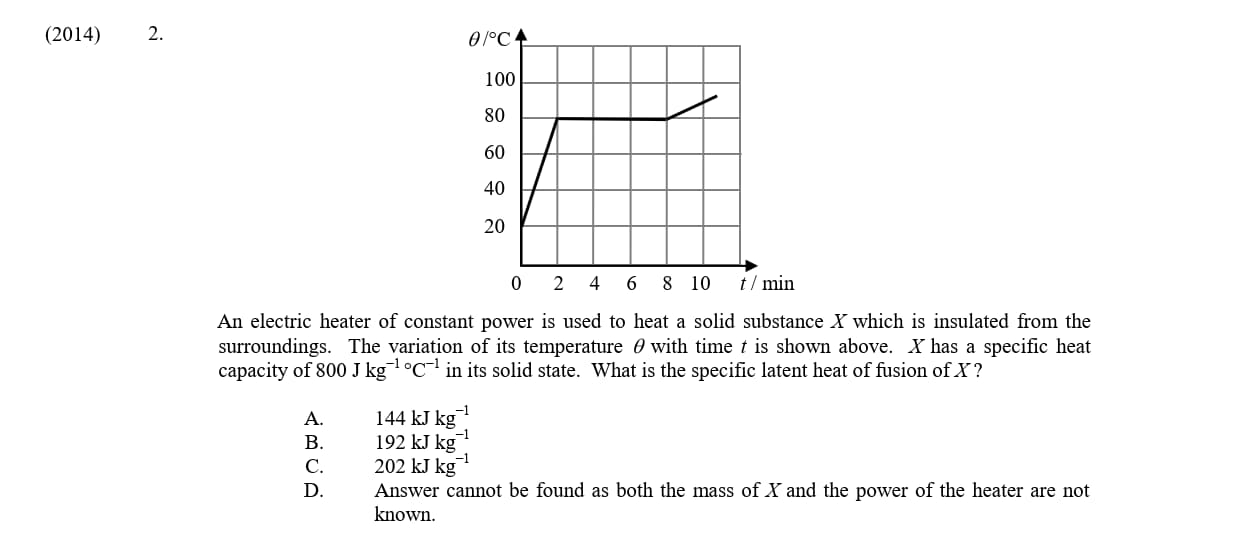 (2014) 2.
θ/°C
100
80
60
40
20
0 2 4 6 8 10 t / min
An electric heater of constant power is used to heat a solid substance X which is insulated from the
surroundings. The variation of its temperature θ with time t is shown above. X has a specific heat
capacity of 800 J kg⁻¹ °C⁻¹ in its solid state. What is the specific latent heat of fusion of X ?
A. 144 kJ kg⁻¹
B. 192 kJ kg⁻¹
C. 202 kJ kg⁻¹
D. Answer cannot be found as both the mass of X and the power of the heater are not
known.